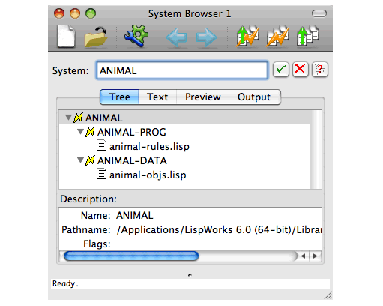 System Browser 1
System: ANIMAL
Tree Text Preview Output
ANIMAL
ANIMAL-PROG
animal-rules.lisp
ANIMAL-DATA
animal-objs.lisp
Description:
Name: ANIMAL
Pathname: /Applications/LispWorks 6.0 (64-bit)/Librar
Flags:
Ready.